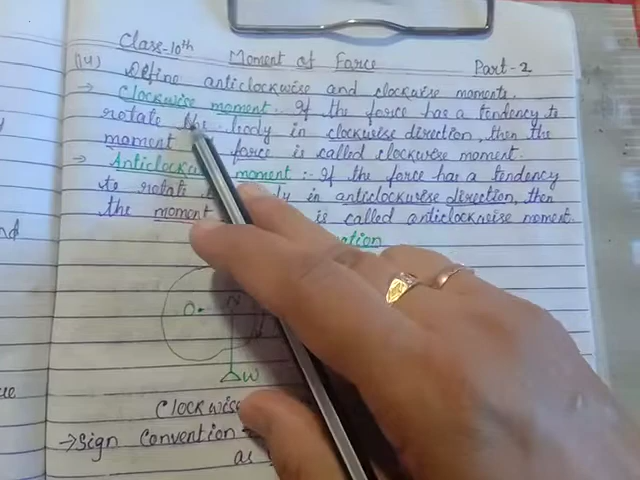 Class-10th Moment of Force Part-2
(14) Define anticlockwise and clockwise moments.
→ Clockwise moment:- If the force has a tendency to
rotate the body in clockwise direction, then the
moment force is called clockwise moment.
→ Anticlockwise moment :- If the force has a tendency
to rotate in anticlockwise direction, then
the moment is called anticlockwise moment.
O N
W
Clockwise
→ Sign Convention
as